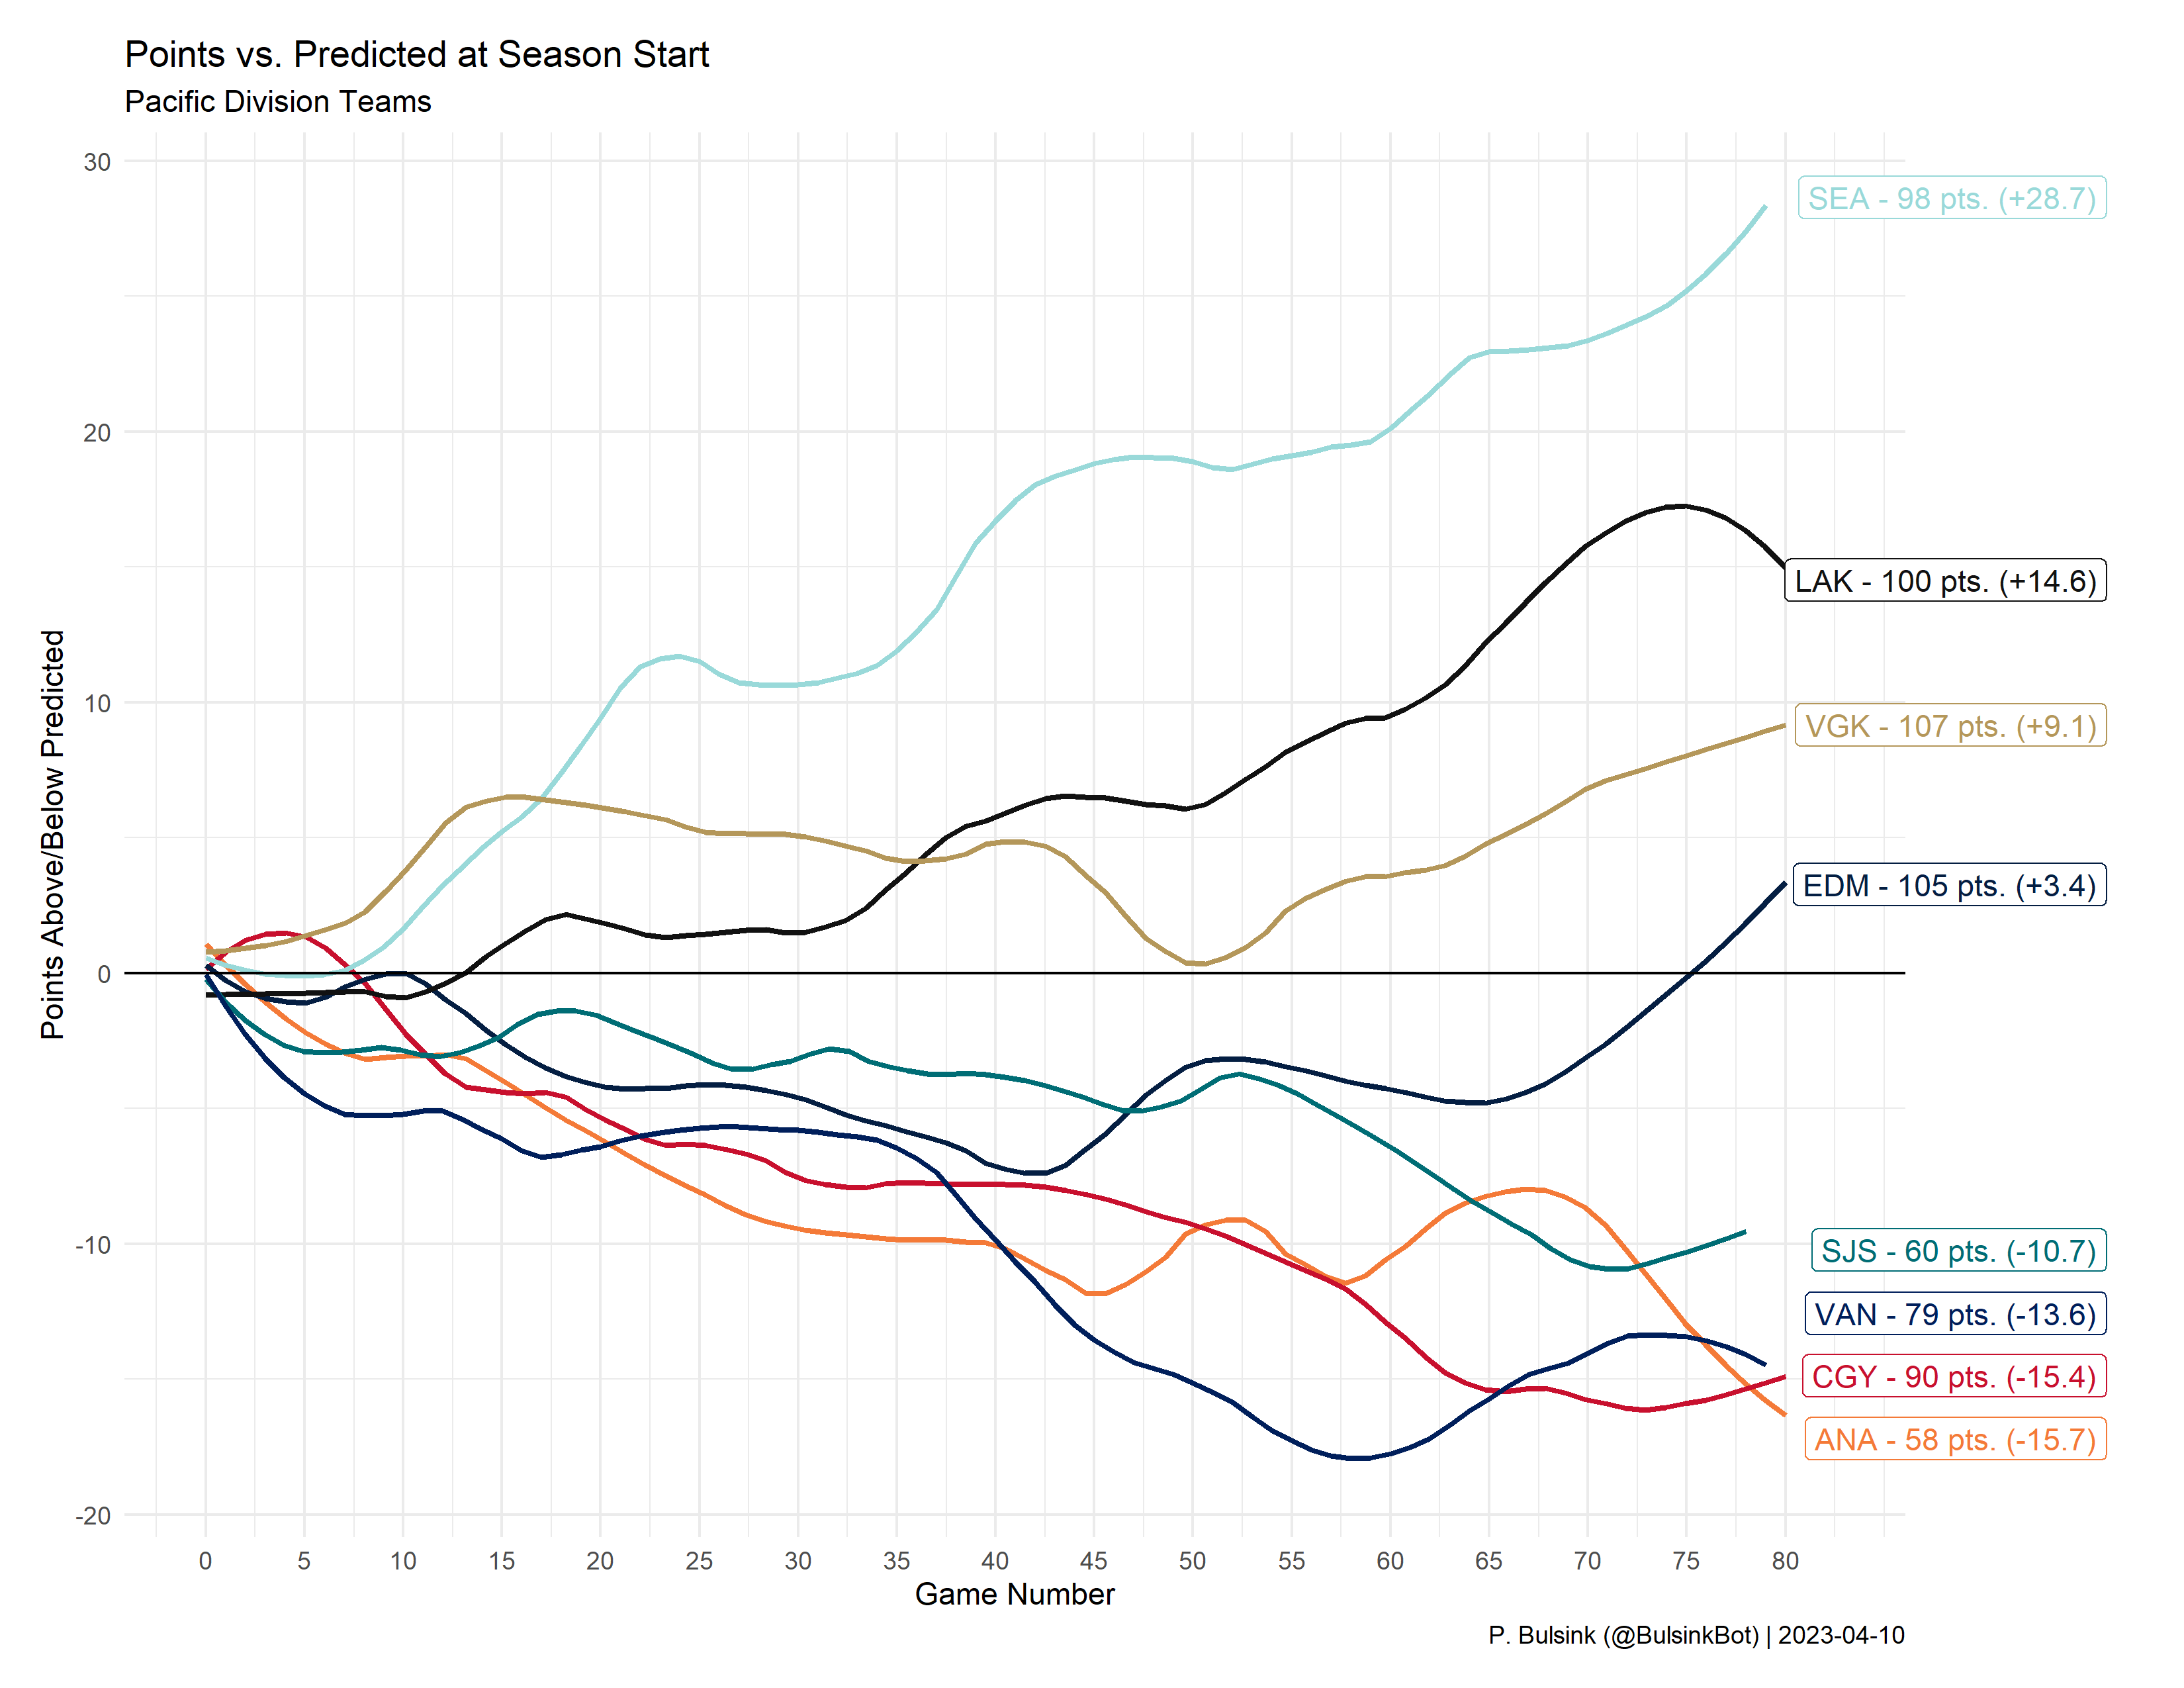 Points vs. Predicted at Season Start
Pacific Division Teams
Points Above/Below Predicted
30
20
10
0
-10
-20
SEA - 98 pts. (+28.7)
LAK - 100 pts. (+14.6)
VGK - 107 pts. (+9.1)
EDM - 105 pts. (+3.4)
SJS - 60 pts. (-10.7)
VAN - 79 pts. (-13.6)
CGY - 90 pts. (-15.4)
ANA - 58 pts. (-15.7)
0 5 10 15 20 25 30 35 40 45 50 55 60 65 70 75 80
Game Number
P. Bulsink (@BulsinkBot) | 2023-04-10